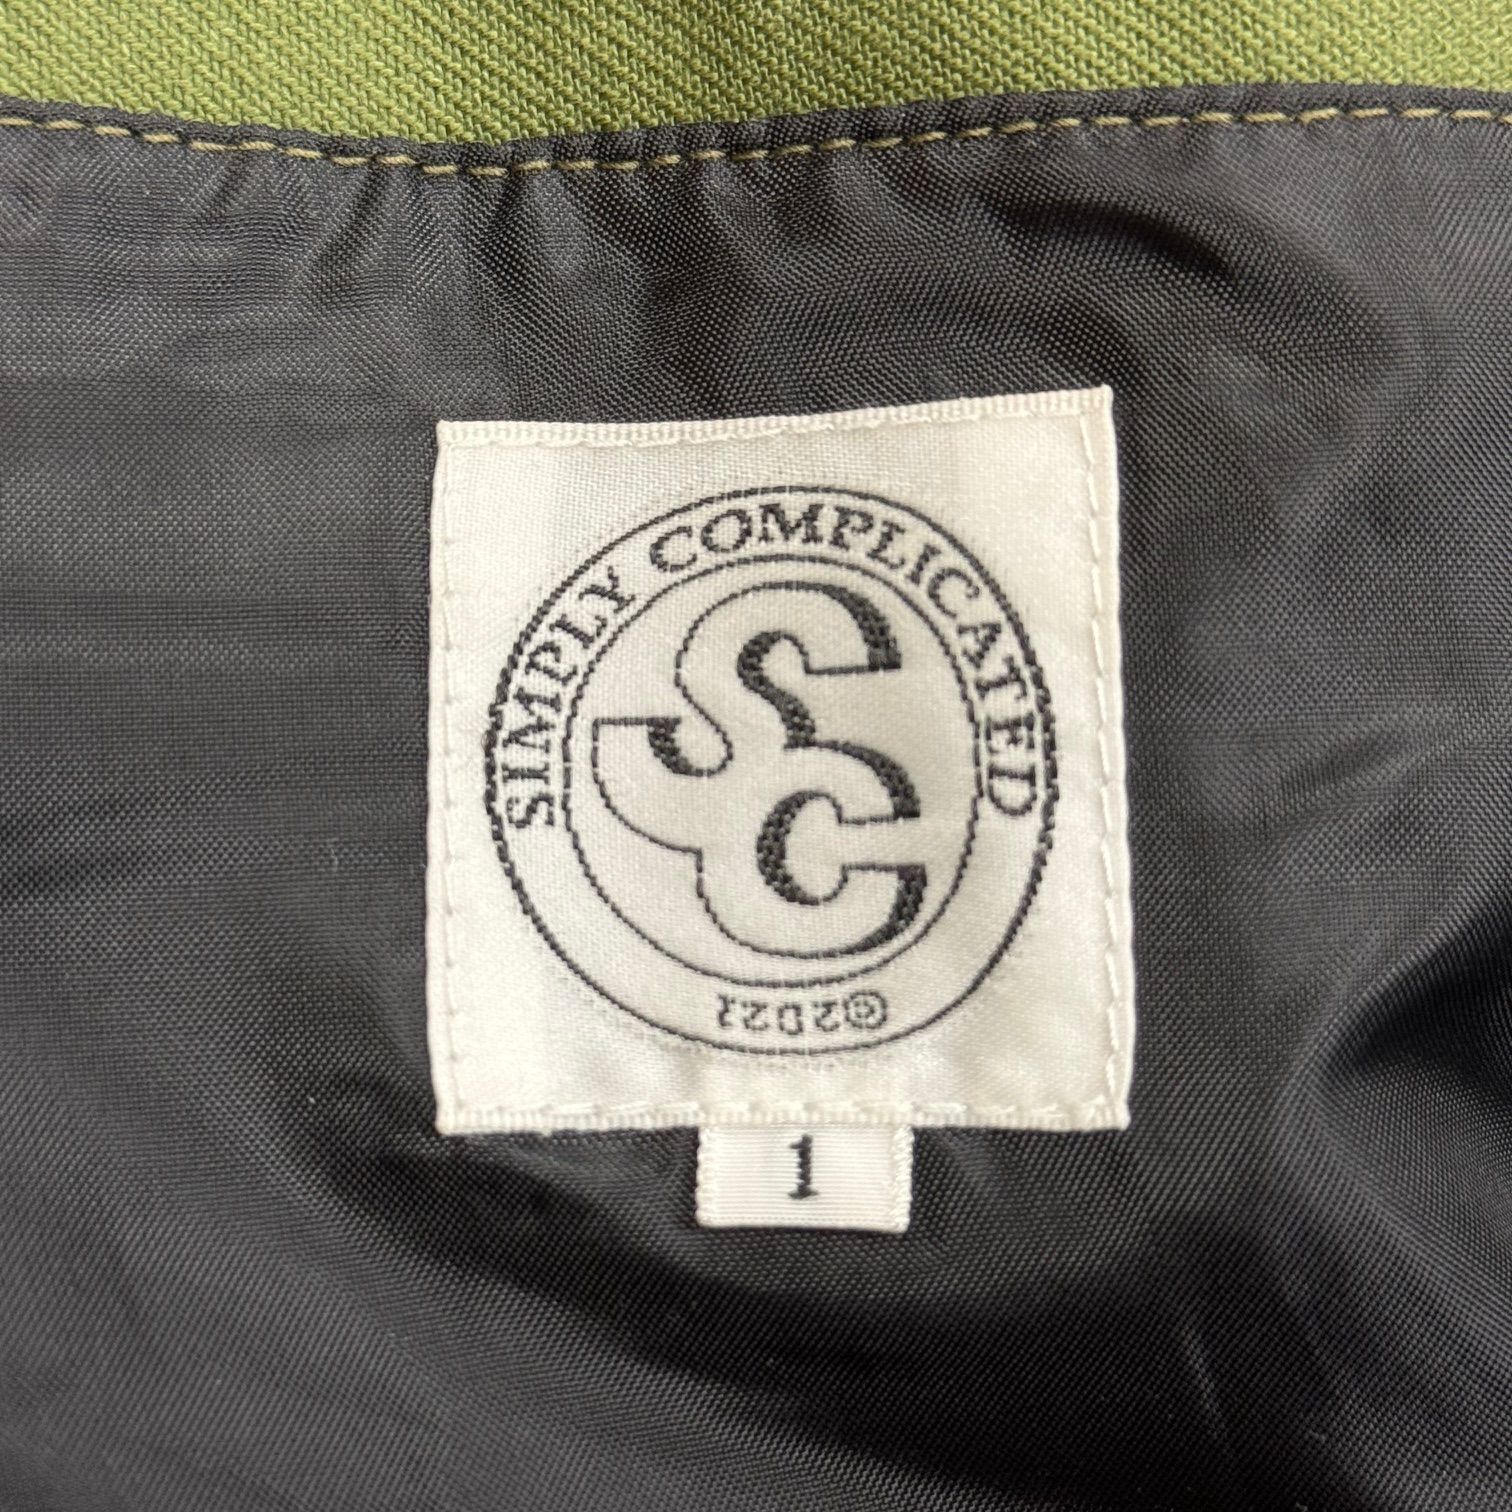 SIMPLY COMPLICATED
SC
©2021
1